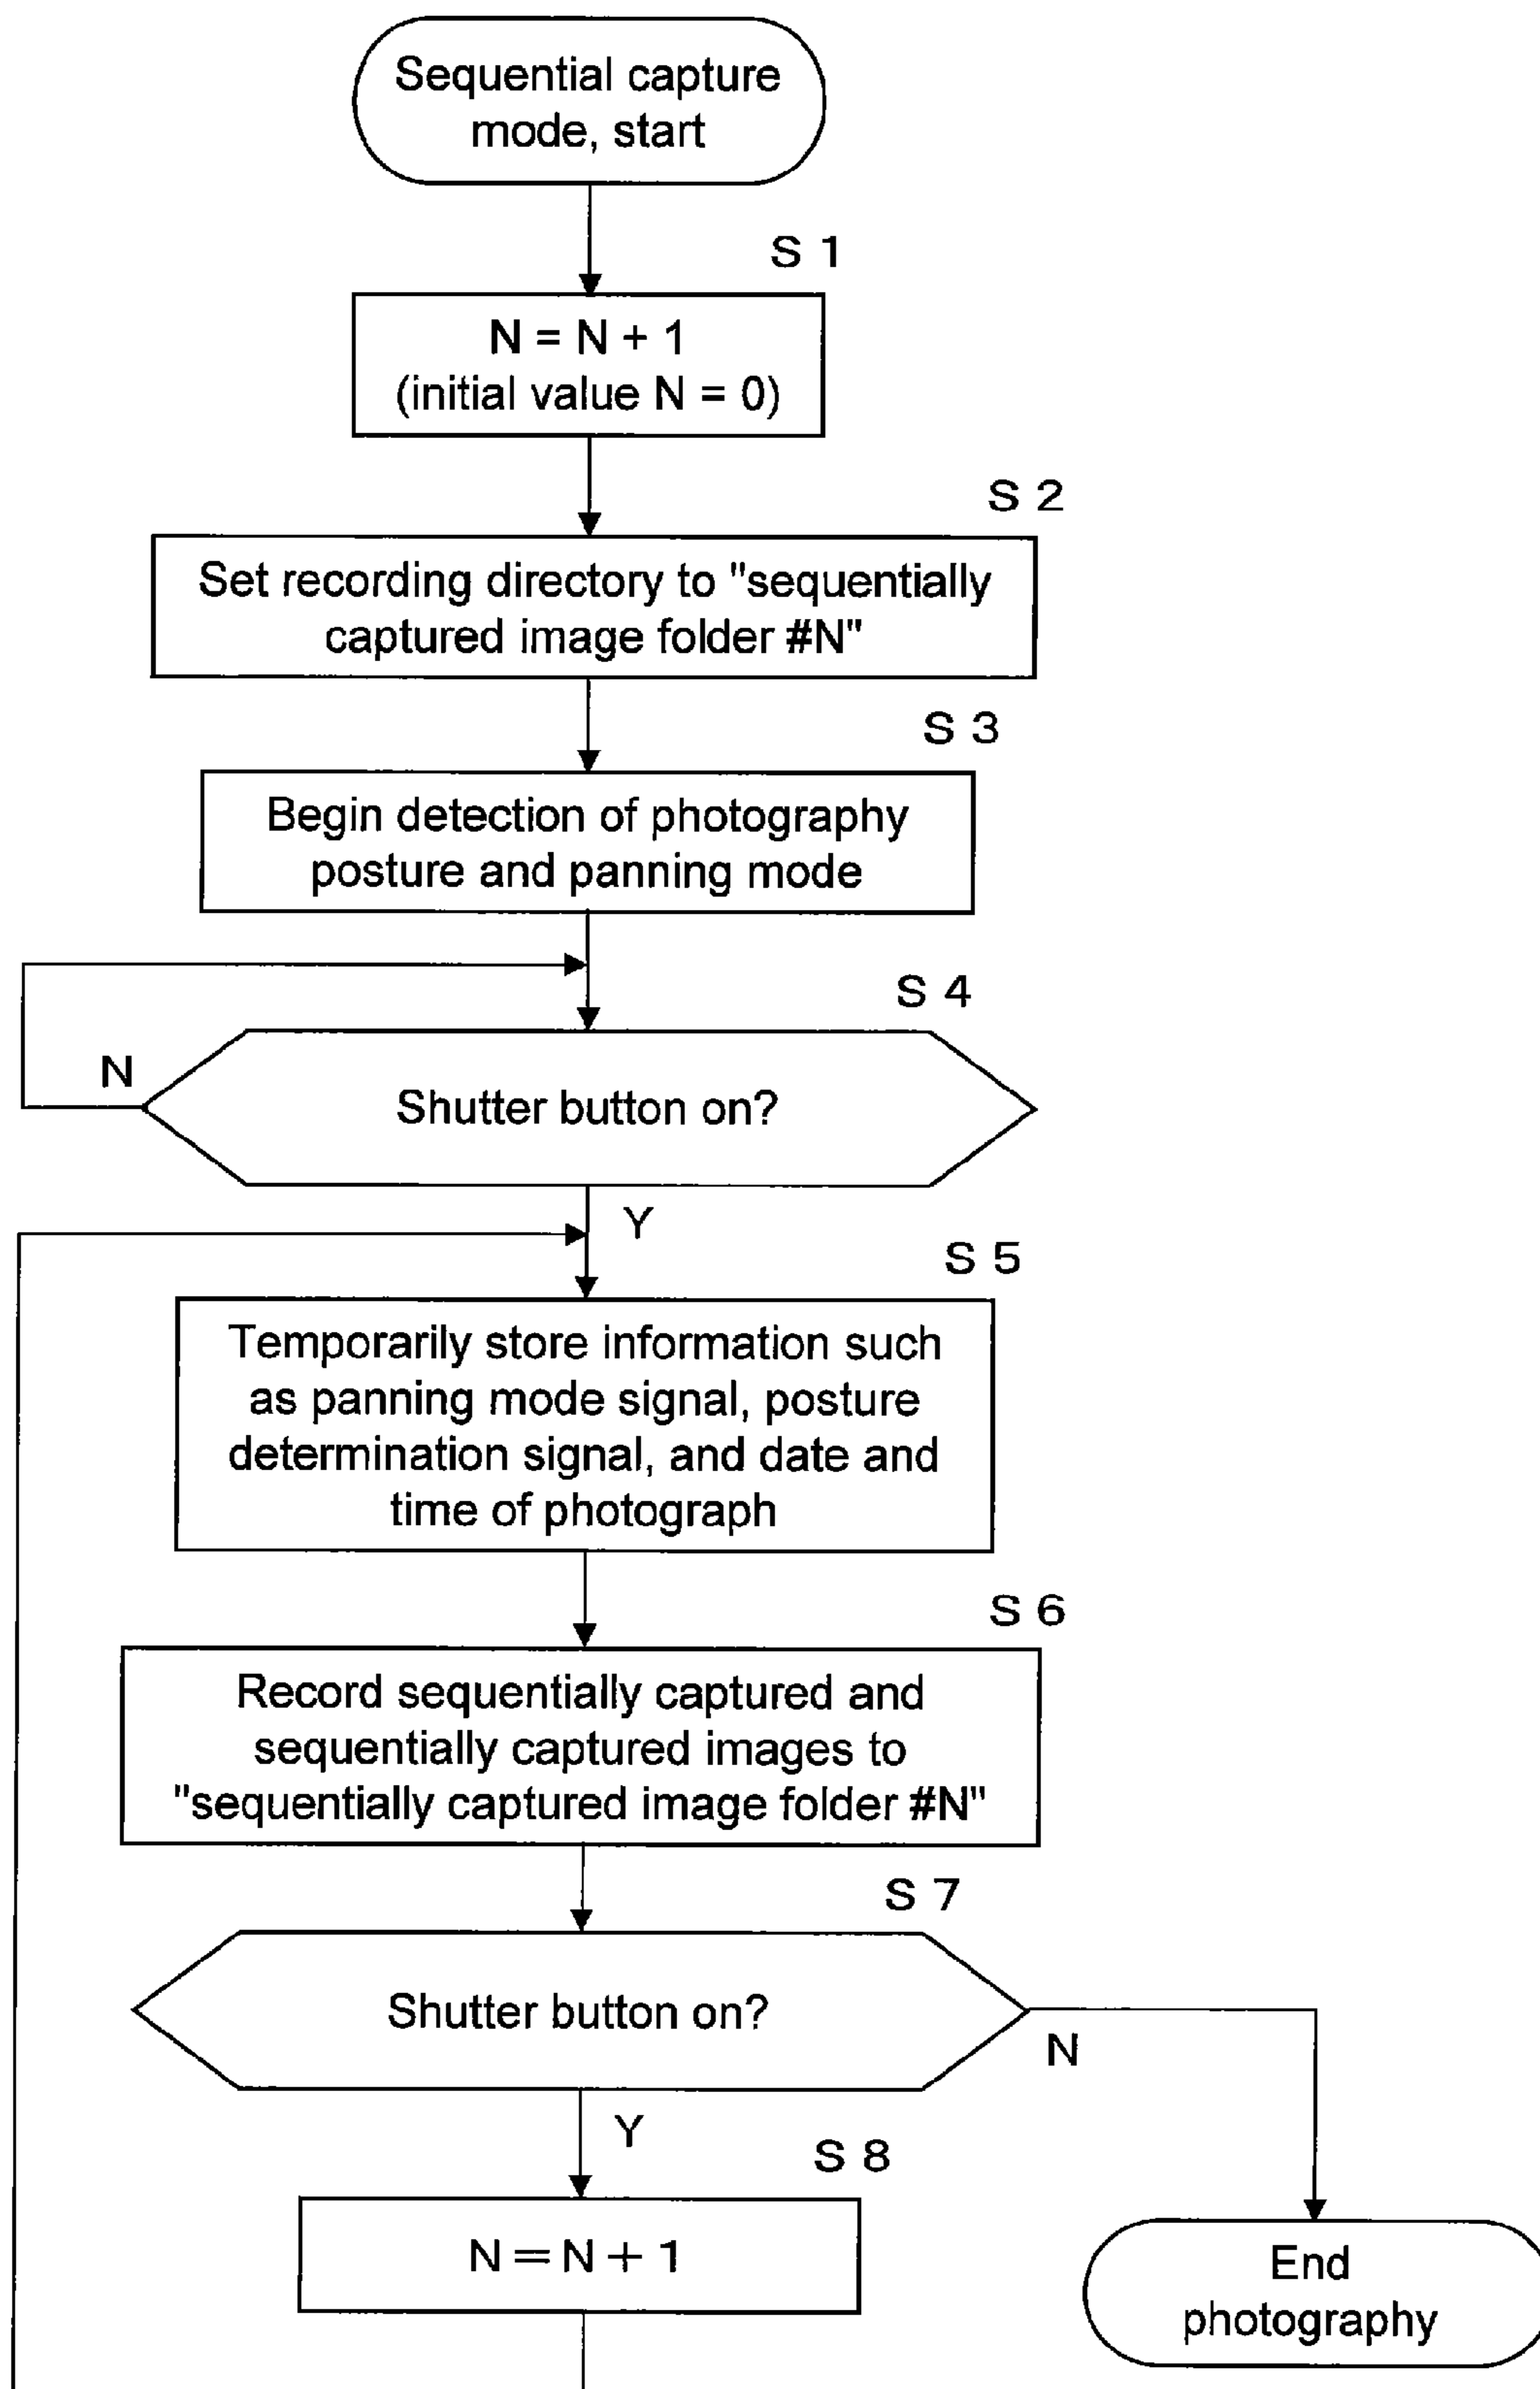 Sequential capture
mode, start
S 1
N = N + 1
(initial value N = 0)
S 2
Set recording directory to "sequentially
captured image folder #N"
S 3
Begin detection of photography
posture and panning mode
S 4
N
Shutter button on?
Y
S 5
Temporarily store information such
as panning mode signal, posture
determination signal, and date and
time of photograph
S 6
Record sequentially captured and
sequentially captured images to
"sequentially captured image folder #N"
S 7
Shutter button on?
N
Y
S 8
N = N + 1
End
photography